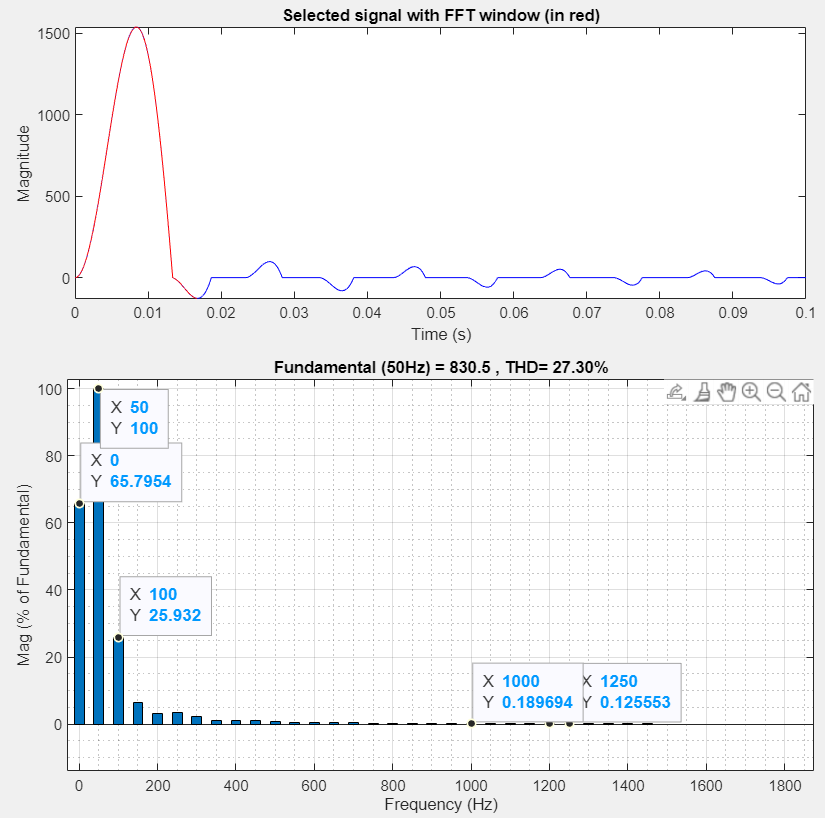 Selected signal with FFT window (in red)
1500
1000
500
0
Magnitude
0 0.01 0.02 0.03 0.04 0.05 0.06 0.07 0.08 0.09 0.1
Time (s)
Fundamental (50Hz) = 830.5 , THD= 27.30%
100
80
60
40
20
0
Mag (% of Fundamental)
X 50
Y 100
X 0
Y 65.7954
X 100
Y 25.932
X 1000
Y 0.189694
X 1250
Y 0.125553
0 200 400 600 800 1000 1200 1400 1600 1800
Frequency (Hz)